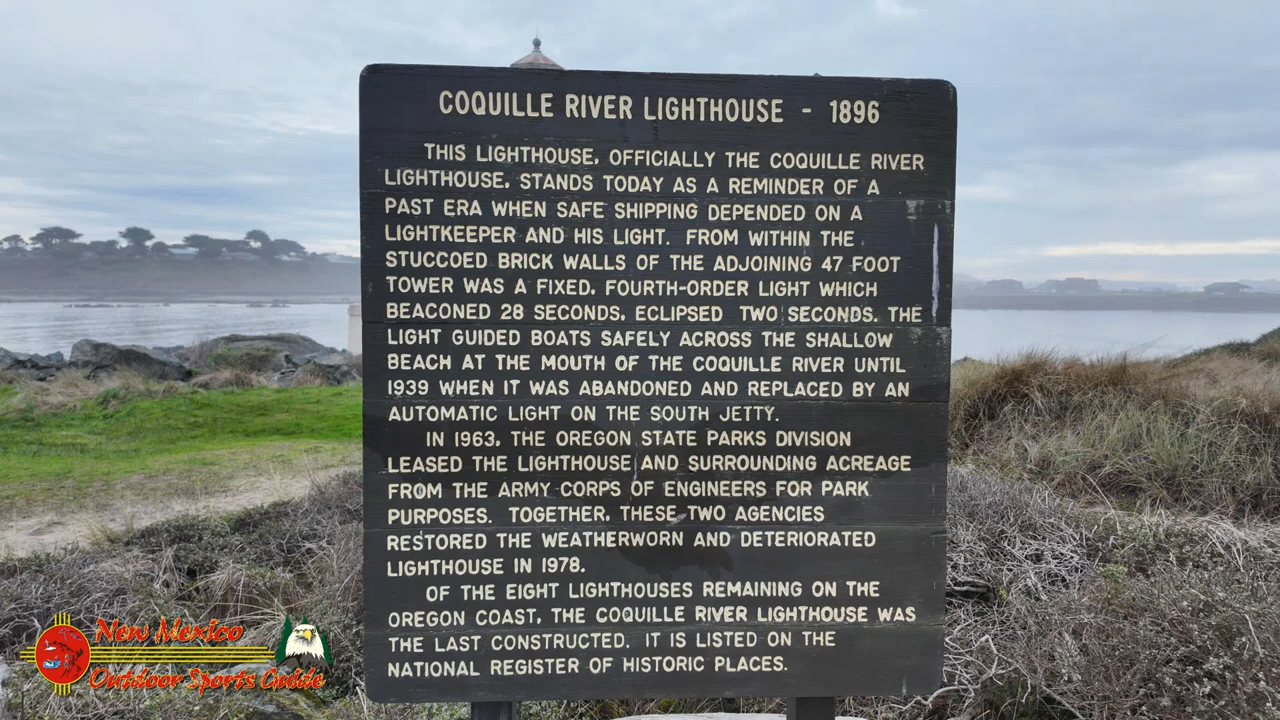 COQUILLE RIVER LIGHTHOUSE - 1896
THIS LIGHTHOUSE, OFFICIALLY THE COQUILLE RIVER
LIGHTHOUSE, STANDS TODAY AS A REMINDER OF A
PAST ERA WHEN SAFE SHIPPING DEPENDED ON A
LIGHTKEEPER AND HIS LIGHT. FROM WITHIN THE
STUCCOED BRICK WALLS OF THE ADJOINING 47 FOOT
TOWER WAS A FIXED, FOURTH-ORDER LIGHT WHICH
BEACONED 28 SECONDS, ECLIPSED TWO SECONDS. THE
LIGHT GUIDED BOATS SAFELY ACROSS THE SHALLOW
BEACH AT THE MOUTH OF THE COQUILLE RIVER UNTIL
1939 WHEN IT WAS ABANDONED AND REPLACED BY AN
AUTOMATIC LIGHT ON THE SOUTH JETTY.
IN 1963, THE OREGON STATE PARKS DIVISION
LEASED THE LIGHTHOUSE AND SURROUNDING ACREAGE
FROM THE ARMY CORPS OF ENGINEERS FOR PARK
PURPOSES. TOGETHER, THESE TWO AGENCIES
RESTORED THE WEATHERWORN AND DETERIORATED
LIGHTHOUSE IN 1978.
OF THE EIGHT LIGHTHOUSES REMAINING ON THE
OREGON COAST, THE COQUILLE RIVER LIGHTHOUSE WAS
THE LAST CONSTRUCTED. IT IS LISTED ON THE
NATIONAL REGISTER OF HISTORIC PLACES.
New Mexico
Outdoor Sports Guide